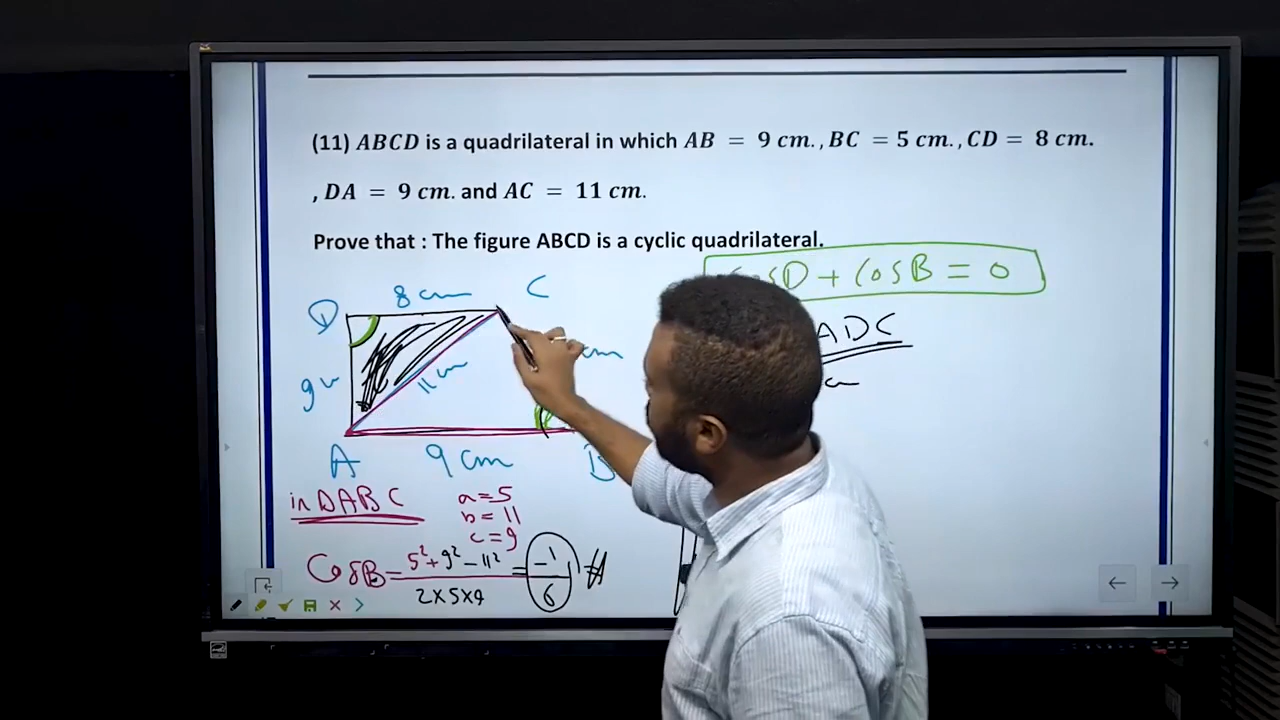 (11) ABCD is a quadrilateral in which AB = 9 cm. , BC = 5 cm. , CD = 8 cm.
, DA = 9 cm. and AC = 11 cm.
Prove that : The figure ABCD is a cyclic quadrilateral.
D + Cos B = 0
D 8 cm C
ADC
cm
9 11 cm
A 9 cm B
in ΔABC
a = 5
b = 11
c = 9
Cos B = 5² + 9² - 11² / 2 × 5 × 9 = -1 / 6